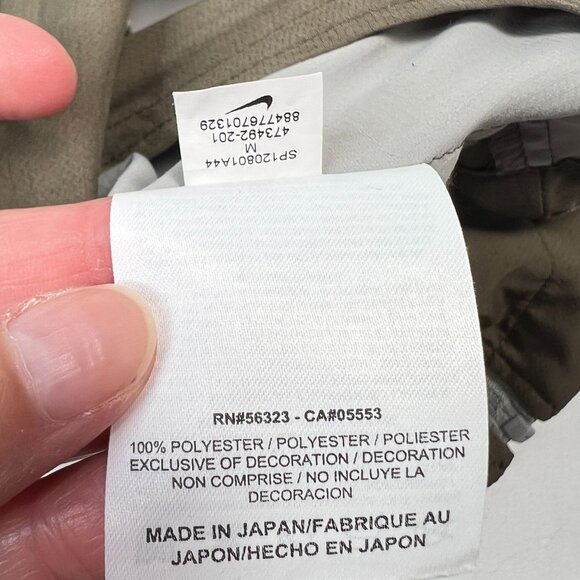 SP120801A44
M
473492-201
884776701329
RN#56323 - CA#05553
100% POLYESTER / POLYESTER / POLIESTER
EXCLUSIVE OF DECORATION / DECORATION
NON COMPRISE / NO INCLUYE LA
DECORACION
MADE IN JAPAN/FABRIQUE AU
JAPON/HECHO EN JAPON